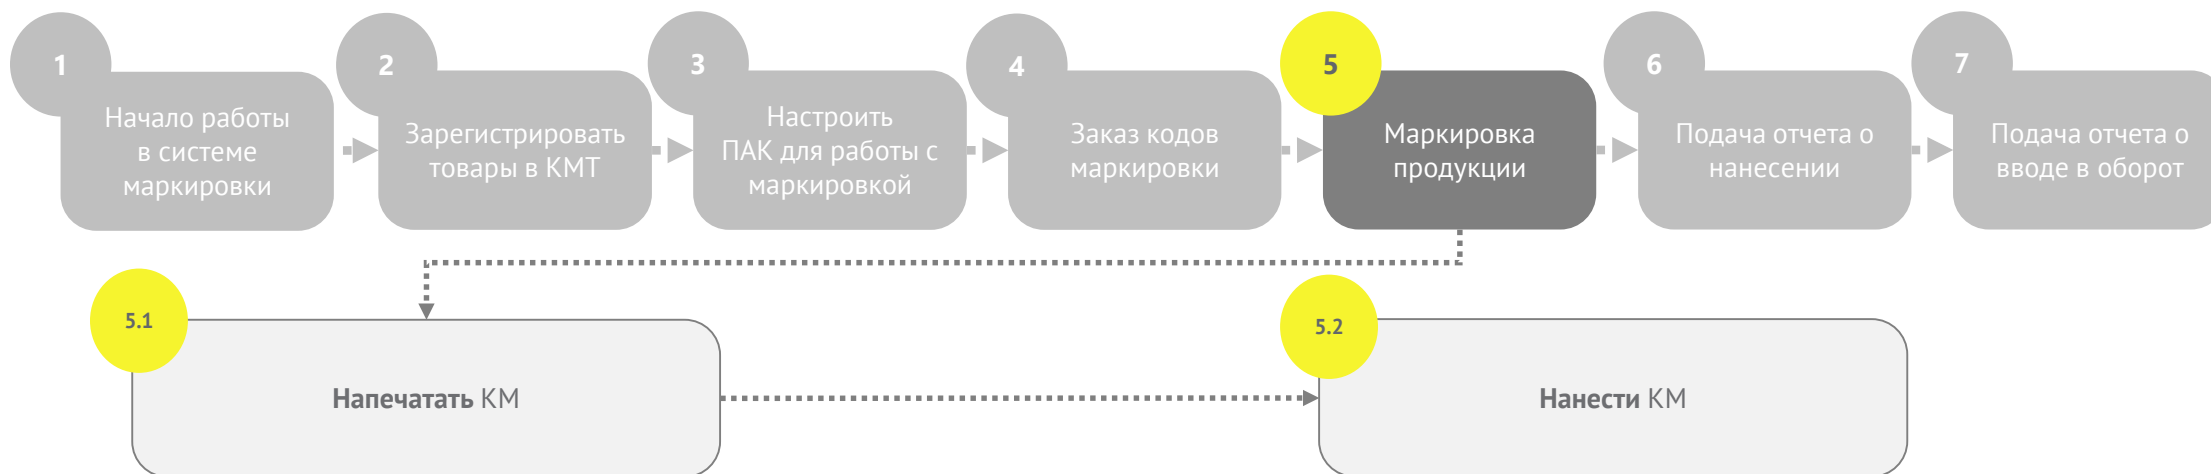 1
Начало работы
в системе
маркировки
2
Зарегистрировать
товары в КМТ
3
Настроить
ПАК для работы с
маркировкой
4
Заказ кодов
маркировки
5
Маркировка
продукции
6
Подача отчета о
нанесении
7
Подача отчета о
вводе в оборот
5.1
Напечатать КМ
5.2
Нанести КМ